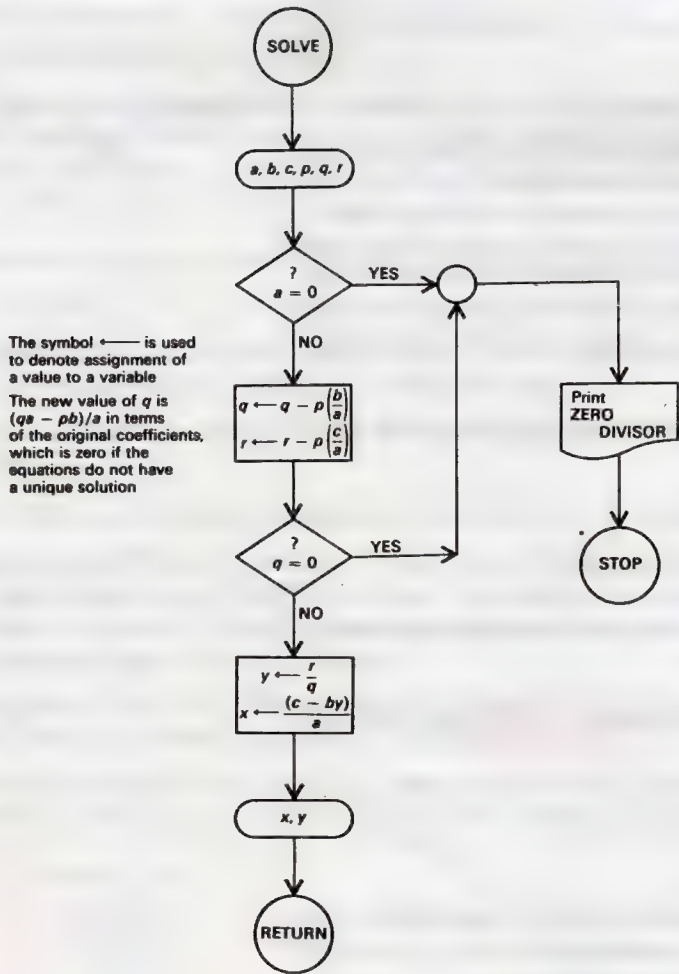 SOLVE
a, b, c, p, q, r
?
a = 0
YES
NO
The symbol ← is used
to denote assignment of
a value to a variable
The new value of q is
(qa − pb)/a in terms
of the original coefficients,
which is zero if the
equations do not have
a unique solution
q ← q − p(b/a)
r ← r − p(c/a)
Print
ZERO
DIVISOR
?
q = 0
YES
STOP
NO
y ← r/q
x ← (c − by)/a
x, y
RETURN